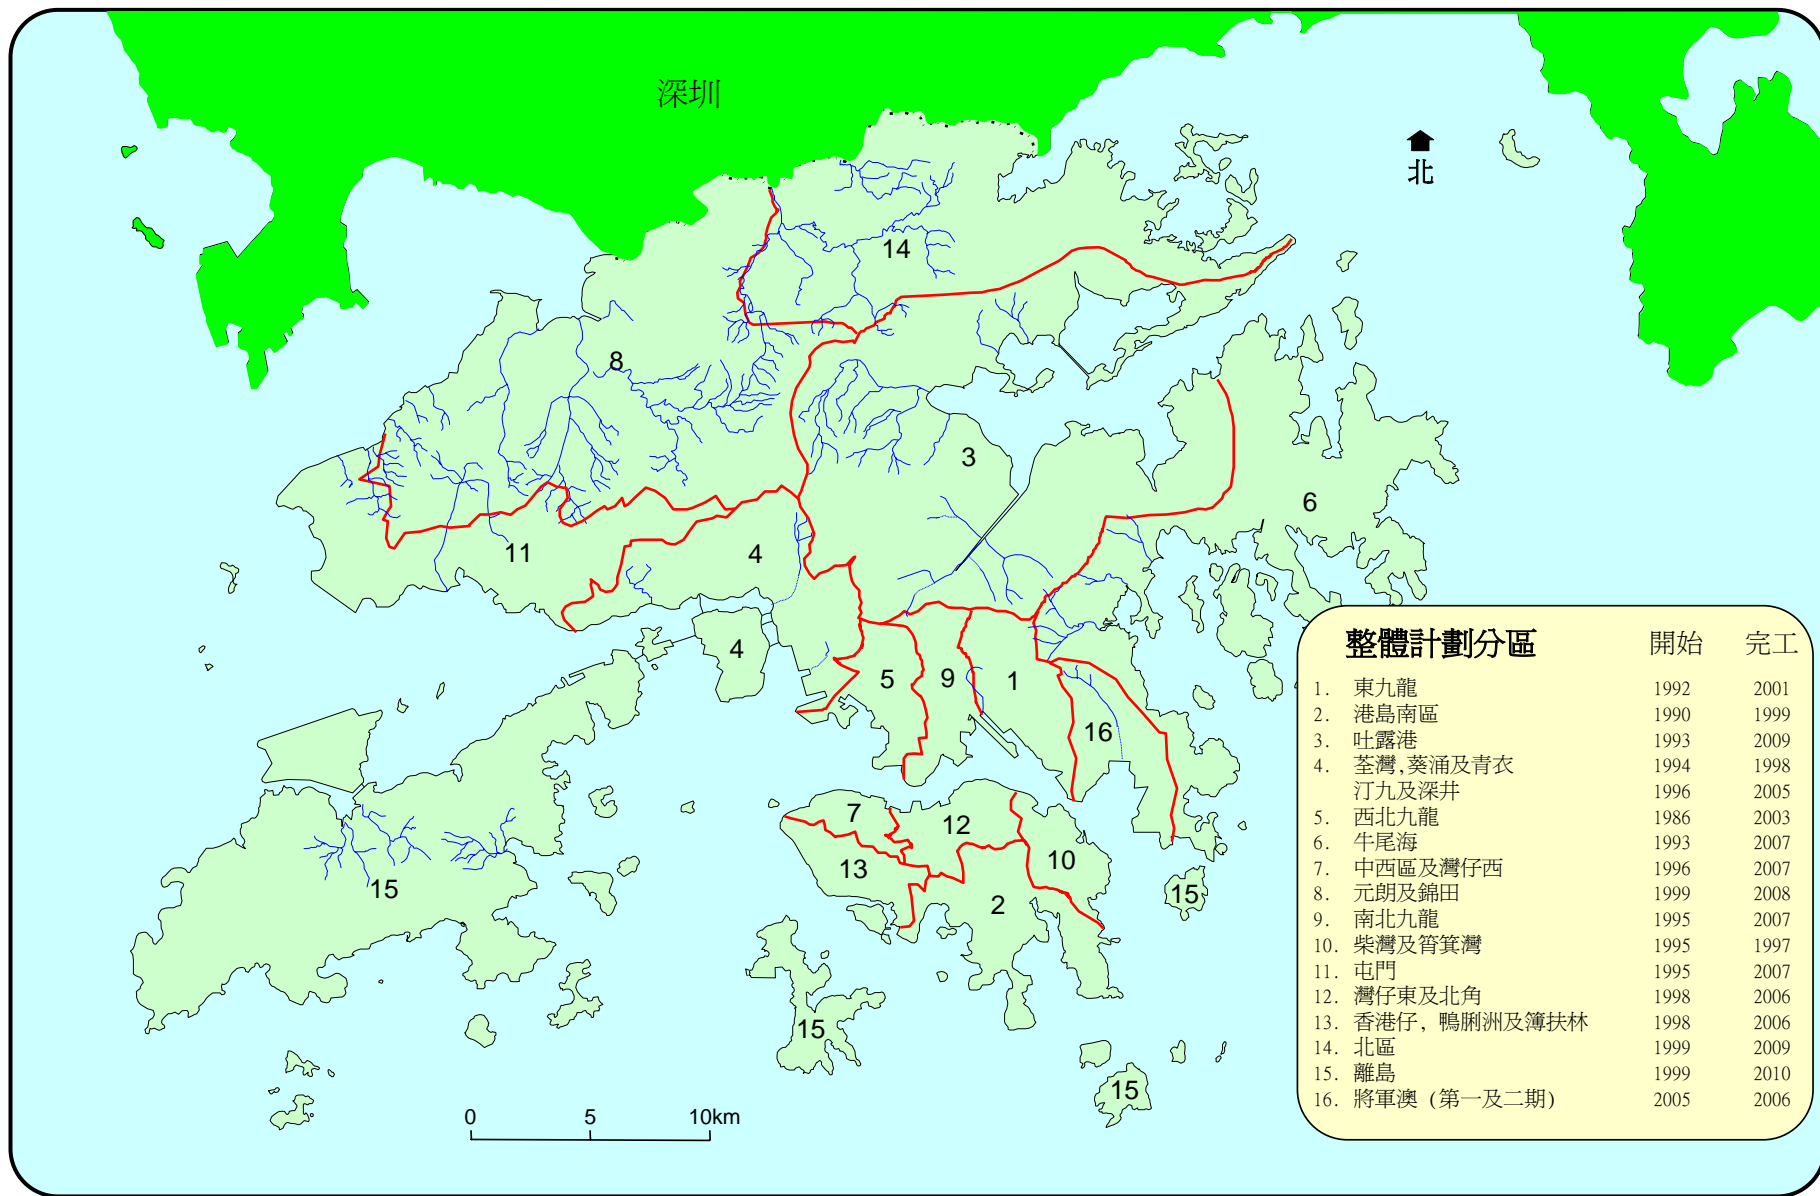 深圳
北
14
8
3
6
11
4
4
5
9
1
16
7
12
13
10
2
15
15
15
15
0 5 10km
整體計劃分區 開始 完工
1. 東九龍 1992 2001
2. 港島南區 1990 1999
3. 吐露港 1993 2009
4. 荃灣,葵涌及青衣 1994 1998
汀九及深井 1996 2005
5. 西北九龍 1986 2003
6. 牛尾海 1993 2007
7. 中西區及灣仔西 1996 2007
8. 元朗及錦田 1999 2008
9. 南北九龍 1995 2007
10. 柴灣及筲箕灣 1995 1997
11. 屯門 1995 2007
12. 灣仔東及北角 1998 2006
13. 香港仔, 鴨脷洲及簿扶林 1998 2006
14. 北區 1999 2009
15. 離島 1999 2010
16. 將軍澳 (第一及二期) 2005 2006